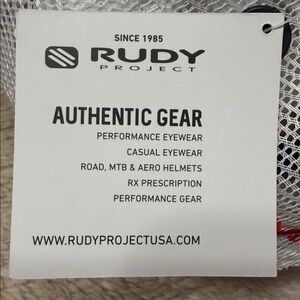 SINCE 1985
RUDY
PROJECT
AUTHENTIC GEAR
PERFORMANCE EYEWEAR
CASUAL EYEWEAR
ROAD, MTB & AERO HELMETS
RX PRESCRIPTION
PERFORMANCE GEAR
WWW.RUDYPROJECTUSA.COM